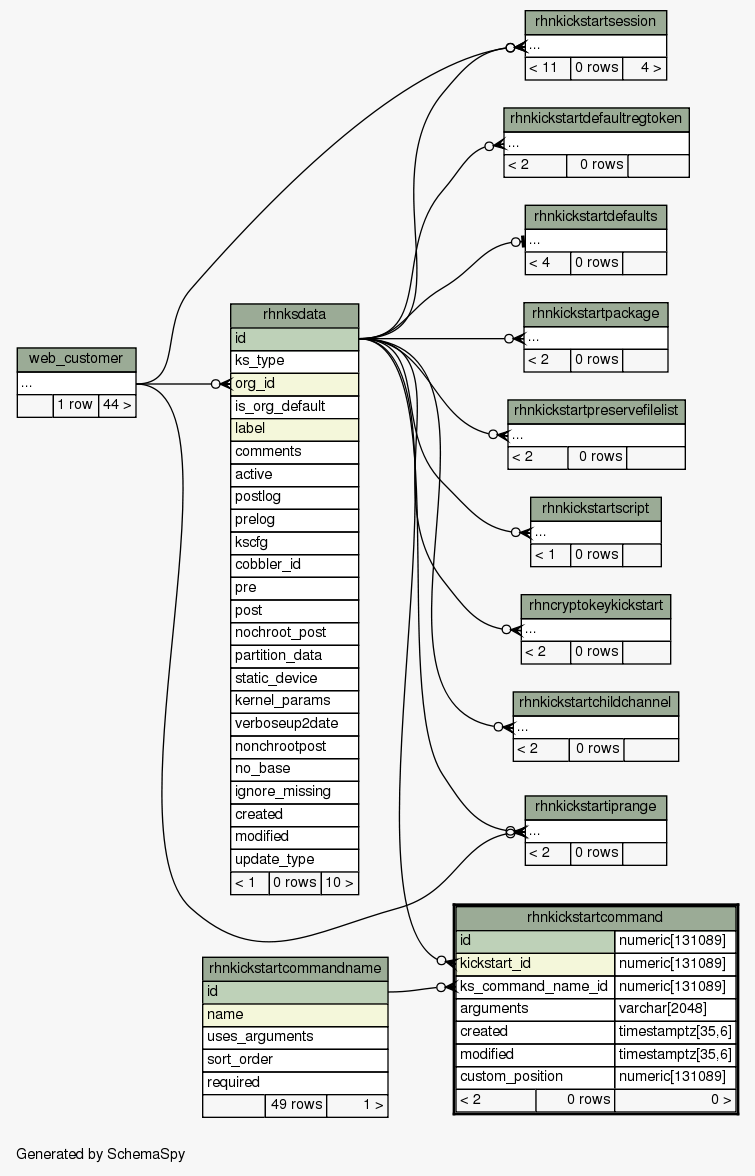 rhnkickstartsession
...
< 11 0 rows 4 >
rhnkickstartdefaultregtoken
...
< 2 0 rows
rhnkickstartdefaults
...
< 4 0 rows
rhnkickstartpackage
...
< 2 0 rows
rhnkickstartpreservefilelist
...
< 2 0 rows
rhnkickstartscript
...
< 1 0 rows
rhncryptokeykickstart
...
< 2 0 rows
rhnkickstartchildchannel
...
< 2 0 rows
rhnkickstartiprange
...
< 2 0 rows
web_customer
...
1 row 44 >
rhnksdata
id
ks_type
org_id
is_org_default
label
comments
active
postlog
prelog
kscfg
cobbler_id
pre
post
nochroot_post
partition_data
static_device
kernel_params
verboseup2date
nonchrootpost
no_base
ignore_missing
created
modified
update_type
< 1 0 rows 10 >
rhnkickstartcommand
id numeric[131089]
kickstart_id numeric[131089]
ks_command_name_id numeric[131089]
arguments varchar[2048]
created timestamptz[35,6]
modified timestamptz[35,6]
custom_position numeric[131089]
< 2 0 rows 0 >
rhnkickstartcommandname
id
name
uses_arguments
sort_order
required
49 rows 1 >
Generated by SchemaSpy